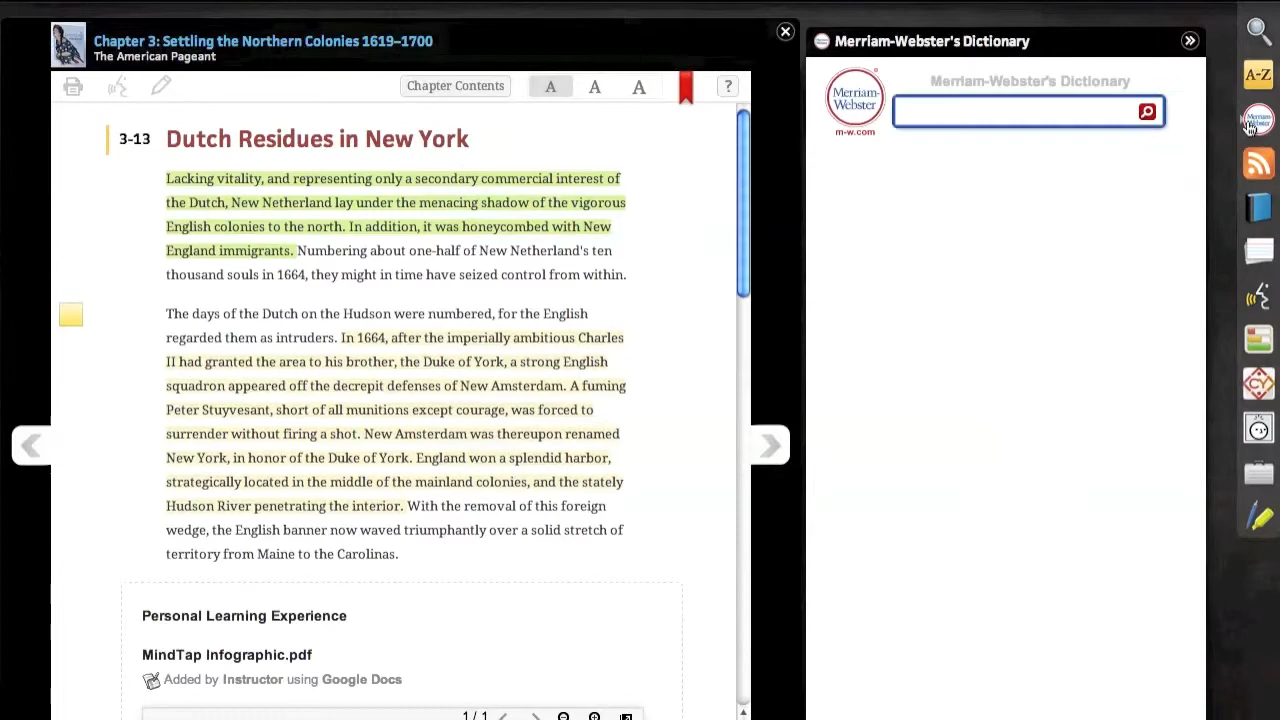 Chapter 3: Settling the Northern Colonies 1619–1700
The American Pageant
Chapter Contents
A
A
A
?
3-13 Dutch Residues in New York
Lacking vitality, and representing only a secondary commercial interest of
the Dutch, New Netherland lay under the menacing shadow of the vigorous
English colonies to the north. In addition, it was honeycombed with New
England immigrants. Numbering about one-half of New Netherland's ten
thousand souls in 1664, they might in time have seized control from within.
The days of the Dutch on the Hudson were numbered, for the English
regarded them as intruders. In 1664, after the imperially ambitious Charles
II had granted the area to his brother, the Duke of York, a strong English
squadron appeared off the decrepit defenses of New Amsterdam. A fuming
Peter Stuyvesant, short of all munitions except courage, was forced to
surrender without firing a shot. New Amsterdam was thereupon renamed
New York, in honor of the Duke of York. England won a splendid harbor,
strategically located in the middle of the mainland colonies, and the stately
Hudson River penetrating the interior. With the removal of this foreign
wedge, the English banner now waved triumphantly over a solid stretch of
territory from Maine to the Carolinas.
Personal Learning Experience
MindTap Infographic.pdf
Added by Instructor using Google Docs
1 / 1
Merriam-Webster's Dictionary
Merriam-Webster's Dictionary
Merriam-
Webster
m-w.com
A-Z
Merriam-
Webster
CY